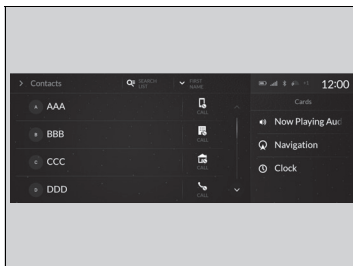 Contacts
SEARCH LIST
FIRST NAME
12:00
A AAA
CALL
B BBB
CALL
C CCC
CALL
D DDD
CALL
Cards
Now Playing Aud
Navigation
Clock